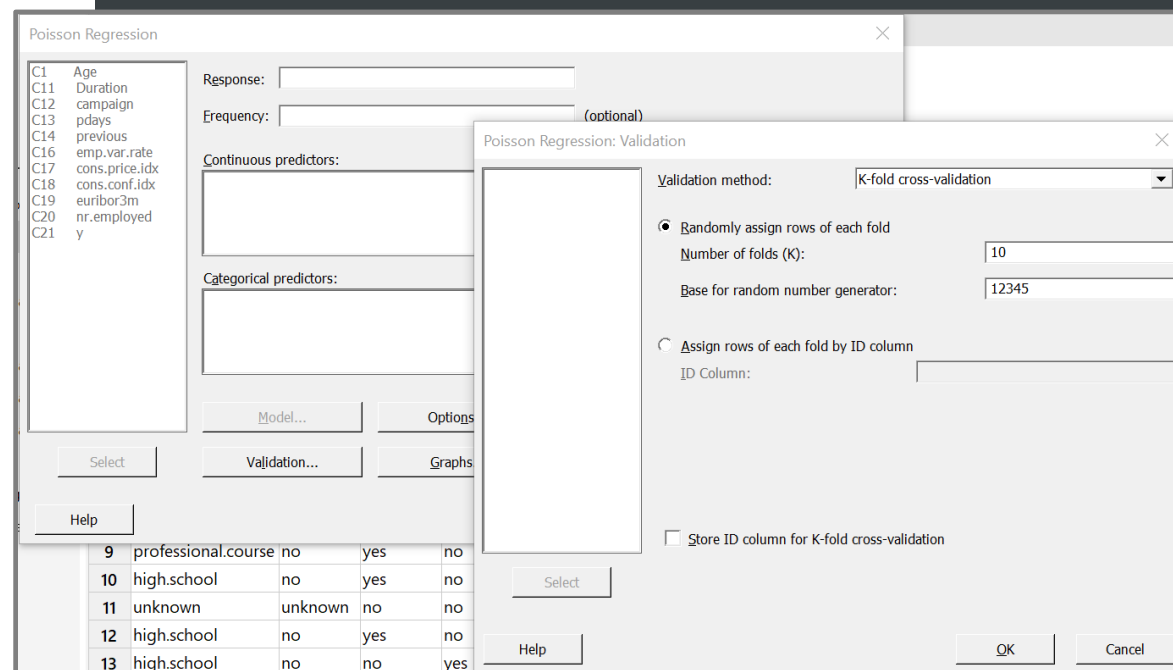 Poisson Regression
C1 Age
C11 Duration
C12 campaign
C13 pdays
C14 previous
C16 emp.var.rate
C17 cons.price.idx
C18 cons.conf.idx
C19 euribor3m
C20 nr.employed
C21 y
Response:
Frequency:
(optional)
Continuous predictors:
Categorical predictors:
Model...
Options
Validation...
Graphs
Select
Help
Poisson Regression: Validation
Validation method:
K-fold cross-validation
Randomly assign rows of each fold
Number of folds (K):
10
Base for random number generator:
12345
Assign rows of each fold by ID column
ID Column:
Store ID column for K-fold cross-validation
Select
Help
OK
Cancel
9 professional.course no yes no
10 high.school no yes no
11 unknown unknown no no
12 high.school no yes no
13 high.school no no yes